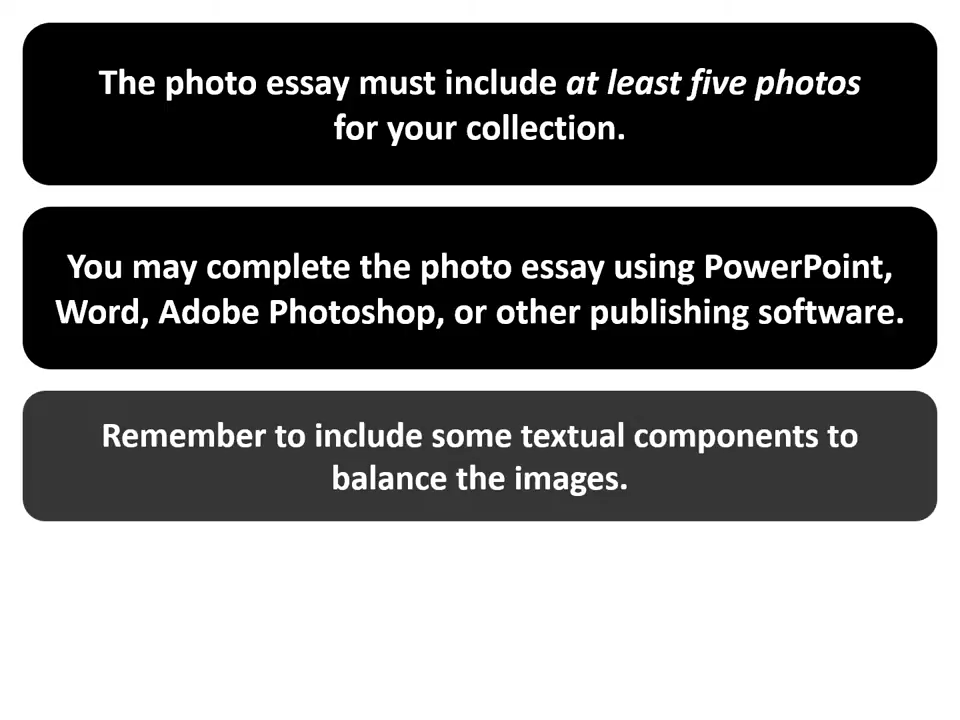 The photo essay must include at least five photos
for your collection.
You may complete the photo essay using PowerPoint,
Word, Adobe Photoshop, or other publishing software.
Remember to include some textual components to
balance the images.